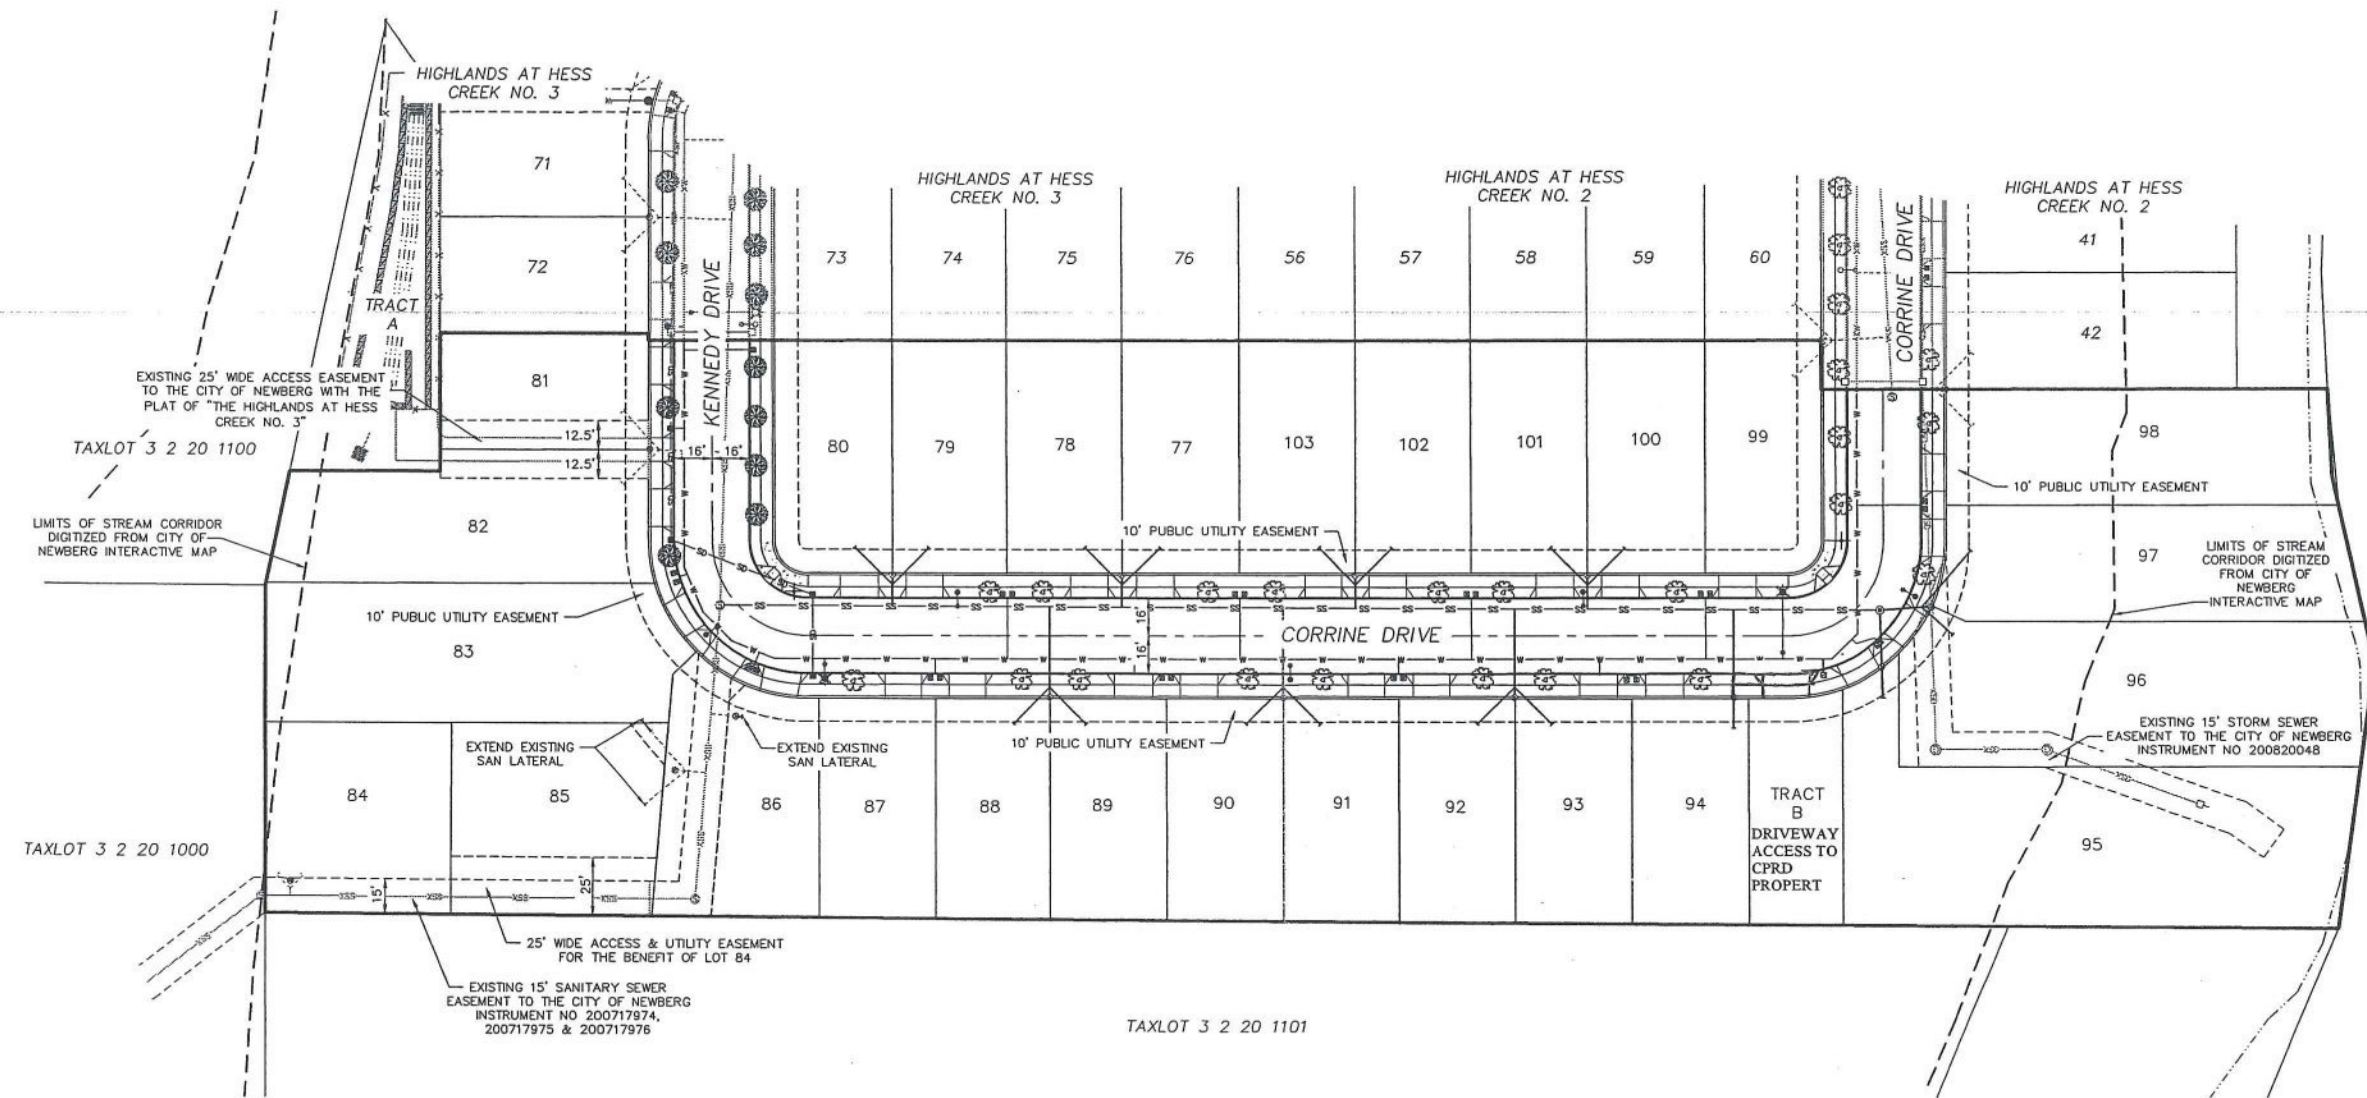 HIGHLANDS AT HESS
CREEK NO. 3
71
72
TRACT
A
KENNEDY DRIVE
HIGHLANDS AT HESS
CREEK NO. 3
HIGHLANDS AT HESS
CREEK NO. 2
HIGHLANDS AT HESS
CREEK NO. 2
CORRINE DRIVE
41
42
73
74
75
76
56
57
58
59
60
EXISTING 25' WIDE ACCESS EASEMENT
TO THE CITY OF NEWBERG WITH THE
PLAT OF "THE HIGHLANDS AT HESS
CREEK NO. 3"
81
12.5'
12.5'
16'
16'
TAXLOT 3 2 20 1100
80
79
78
77
103
102
101
100
99
98
10' PUBLIC UTILITY EASEMENT
LIMITS OF STREAM CORRIDOR
DIGITIZED FROM CITY OF
NEWBERG INTERACTIVE MAP
82
10' PUBLIC UTILITY EASEMENT
97
LIMITS OF STREAM
CORRIDOR DIGITIZED
FROM CITY OF
NEWBERG
INTERACTIVE MAP
10' PUBLIC UTILITY EASEMENT
83
16'
16'
CORRINE DRIVE
96
EXISTING 15' STORM SEWER
EASEMENT TO THE CITY OF NEWBERG
INSTRUMENT NO 200820048
EXTEND EXISTING
SAN LATERAL
EXTEND EXISTING
SAN LATERAL
10' PUBLIC UTILITY EASEMENT
84
85
86
87
88
89
90
91
92
93
94
TRACT
B
DRIVEWAY
ACCESS TO
CPRD
PROPERT
95
TAXLOT 3 2 20 1000
15'
25'
25' WIDE ACCESS & UTILITY EASEMENT
FOR THE BENEFIT OF LOT 84
EXISTING 15' SANITARY SEWER
EASEMENT TO THE CITY OF NEWBERG
INSTRUMENT NO 200717974,
200717975 & 200717976
TAXLOT 3 2 20 1101